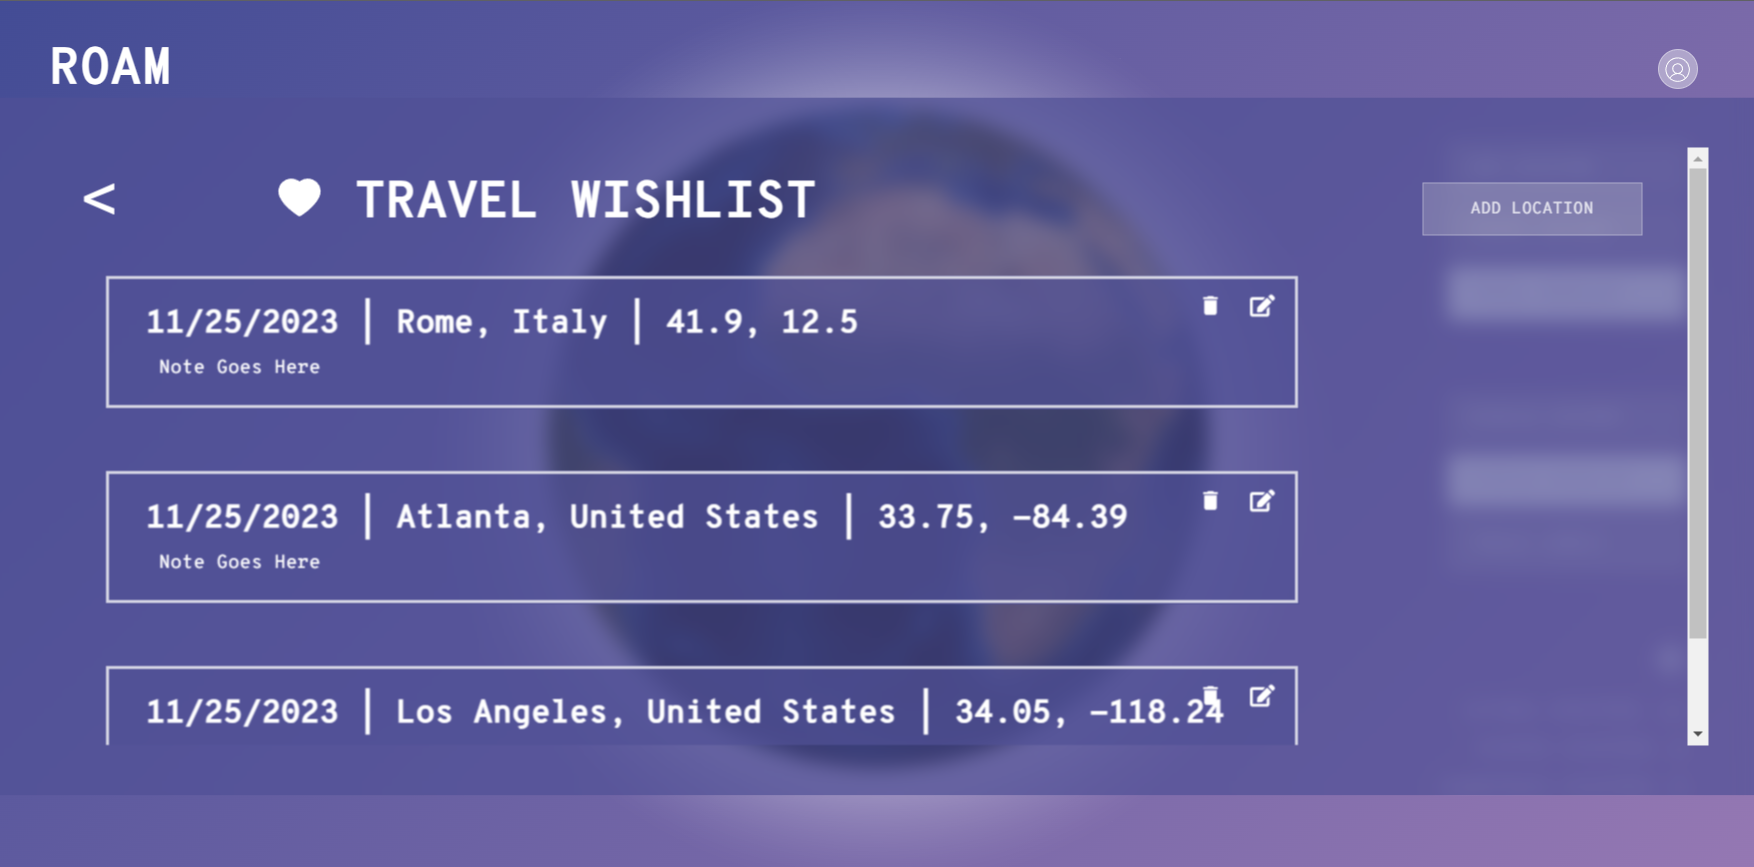 ROAM
< TRAVEL WISHLIST
ADD LOCATION
11/25/2023 | Rome, Italy | 41.9, 12.5
Note Goes Here
11/25/2023 | Atlanta, United States | 33.75, -84.39
Note Goes Here
11/25/2023 | Los Angeles, United States | 34.05, -118.24